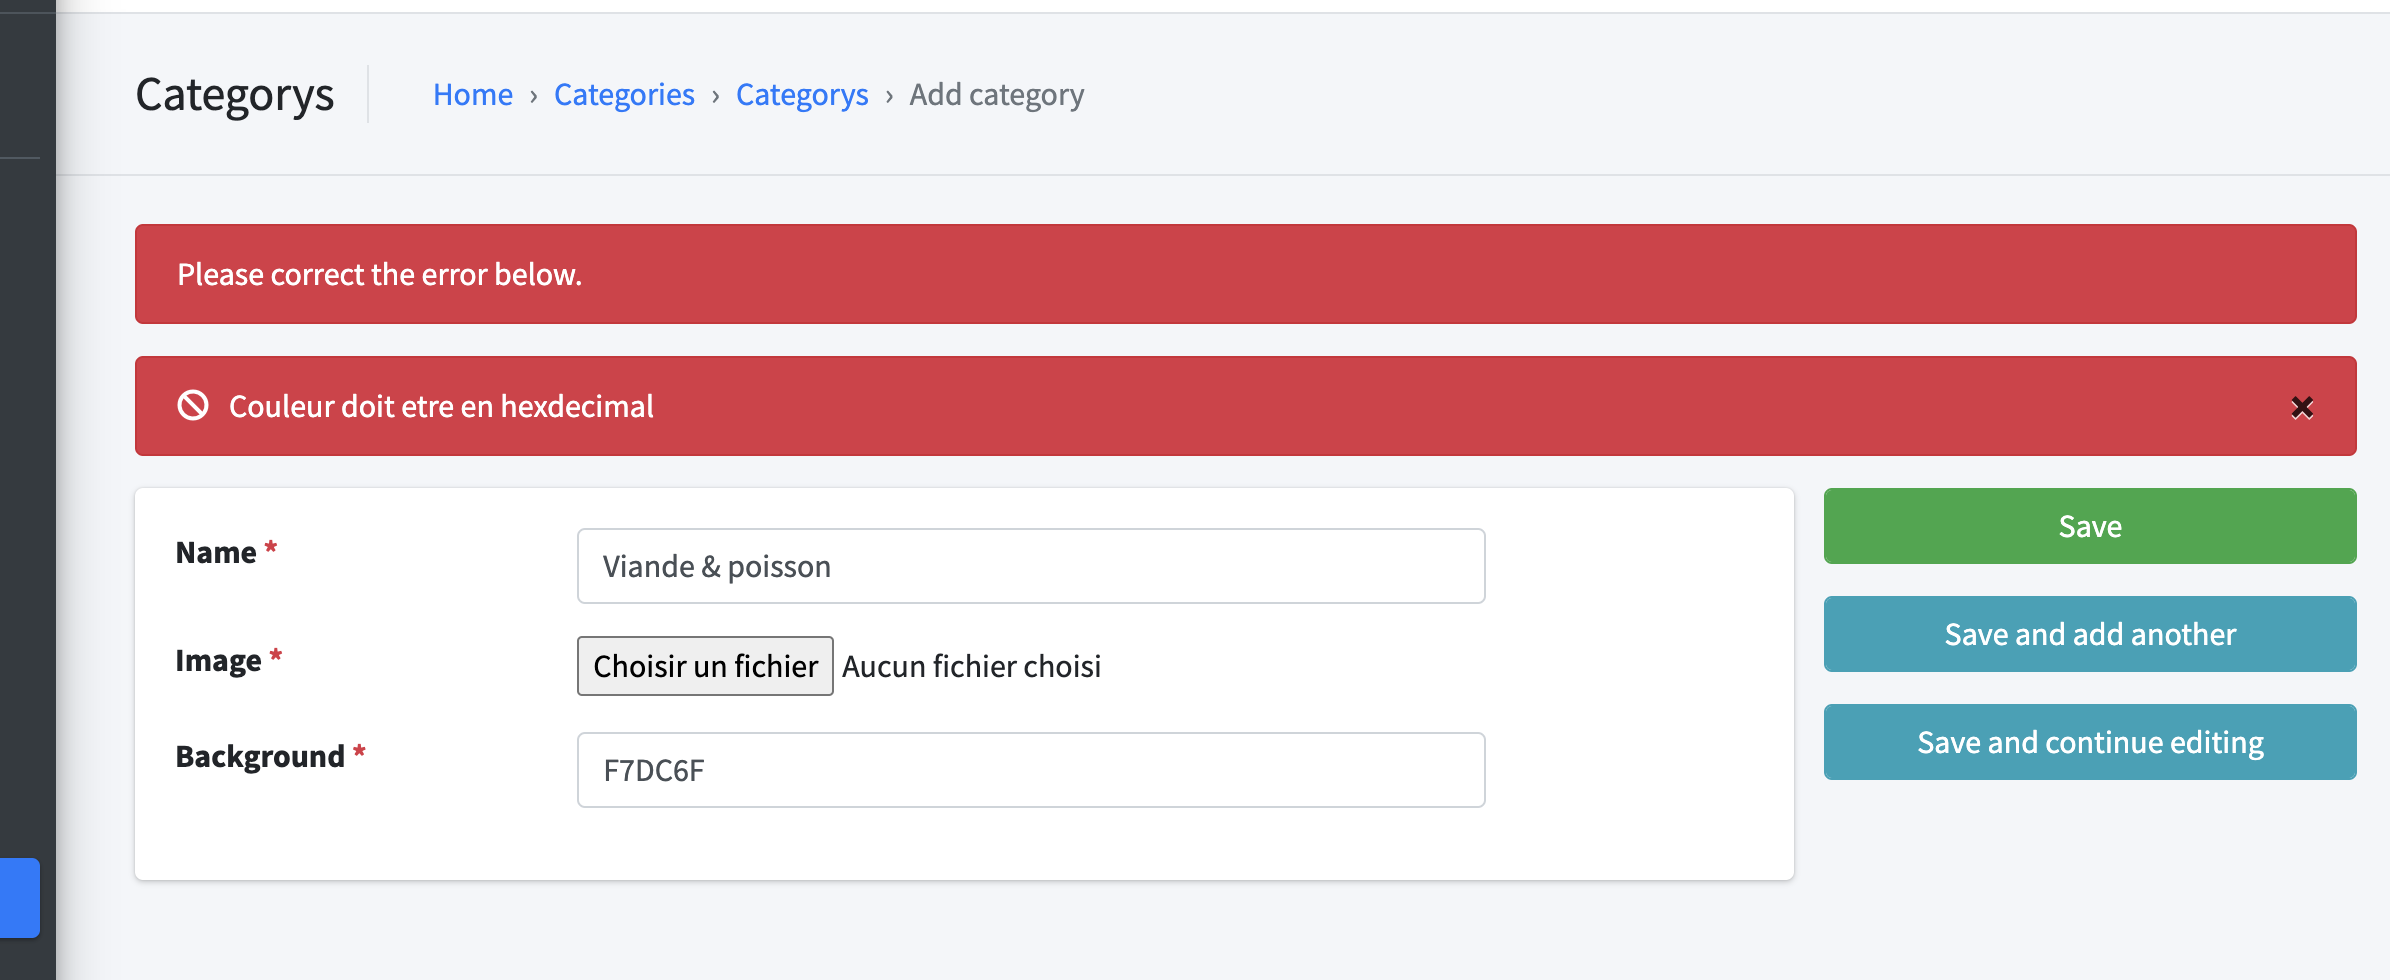 Categorys
Home › Categories › Categorys › Add category
Please correct the error below.
Couleur doit etre en hexdecimal
Name *
Viande & poisson
Image *
Choisir un fichier Aucun fichier choisi
Background *
F7DC6F
Save
Save and add another
Save and continue editing